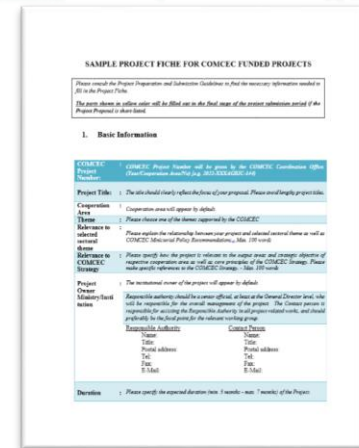 SAMPLE PROJECT FICHE FOR COMCEC FUNDED PROJECTS
Please consult the Project Preparation and Submission Guidelines to find the necessary information needed to
fill in the Project Fiche.
The parts shown in yellow color will be filled out in the final stage of the project submission period if the
Project Proposal is short-listed.
1. Basic Information
COMCEC Project Number: : COMCEC Project Number will be given by the COMCEC Coordination Office
Project Title: : The title should clearly reflect the focus of your proposal. Please avoid lengthy project titles.
Cooperation Area : Cooperation area will appear by default.
Theme : Please choose one of the themes supported by the COMCEC
Relevance to selected sectoral theme : Please explain the relationship between your project and selected sectoral theme as well as
COMCEC Ministerial Policy Recommendations. Max. 100 words
Relevance to COMCEC Strategy : Please specify how the project is relevant to the output areas and strategic objective of
respective cooperation area as well as core principles of the COMCEC Strategy. Please
make specific references to the COMCEC Strategy. - Max. 100 words
Project Owner Ministry/Institution : The institutional owner of the project will appear by default.
Responsible authority should be a senior official, at least at the General Director level, who
will be responsible for the overall management of the project. The Contact person is
responsible for assisting the Responsible Authority in all project-related work, and should
preferably be the focal point for the relevant working group.
Responsible Authority Contact Person
Name: Name:
Title: Title:
Postal address: Postal address:
Tel: Tel:
Fax: Fax:
E-Mail: E-Mail:
Duration : Please specify the expected duration (min. 5 months - max. 7 months) of the Project.